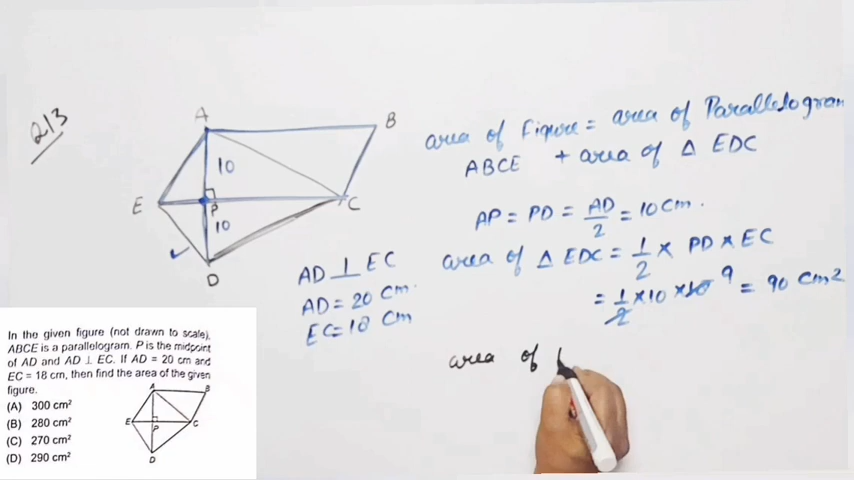 213
A
B
10
E
P
C
10
D
AD ⊥ EC
AD = 20 cm.
EC = 18 cm
area of Figure = area of Parallelogram
ABCE + area of △ EDC
AP = PD = AD/2 = 10 cm.
area of △ EDC = 1/2 × PD × EC
= 1/2 × 10 × 18 9 = 90 cm²
area of
In the given figure (not drawn to scale),
ABCE is a parallelogram. P is the midpoint
of AD and AD ⊥ EC. If AD = 20 cm and
EC = 18 cm, then find the area of the given
figure.
(A) 300 cm²
(B) 280 cm²
(C) 270 cm²
(D) 290 cm²
A
B
E
P
C
D